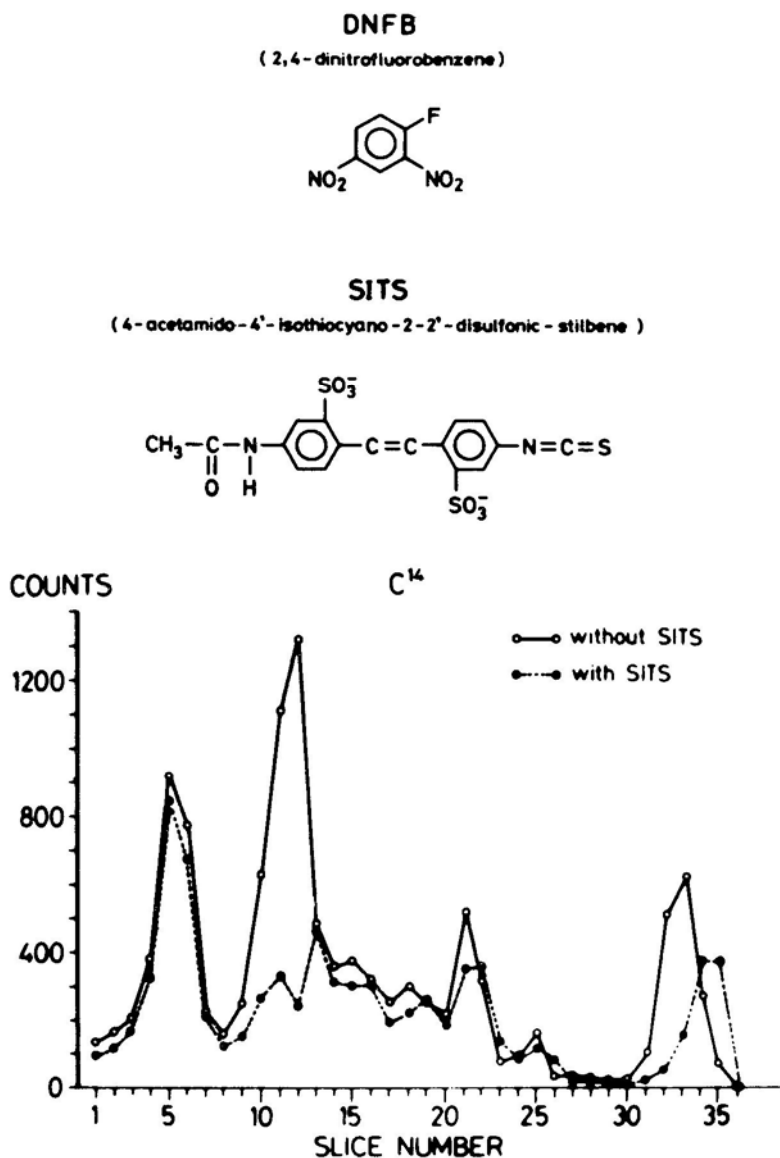 DNFB
( 2,4-dinitrofluorobenzene)
F
NO2 NO2
SITS
( 4-acetamido-4'-isothiocyano-2-2'-disulfonic-stilbene )
SO3−
CH3−C−N C=C N=C=S
O H
SO3−
COUNTS C14
without SITS
with SITS
1200
800
400
0
1 5 10 15 20 25 30 35
SLICE NUMBER